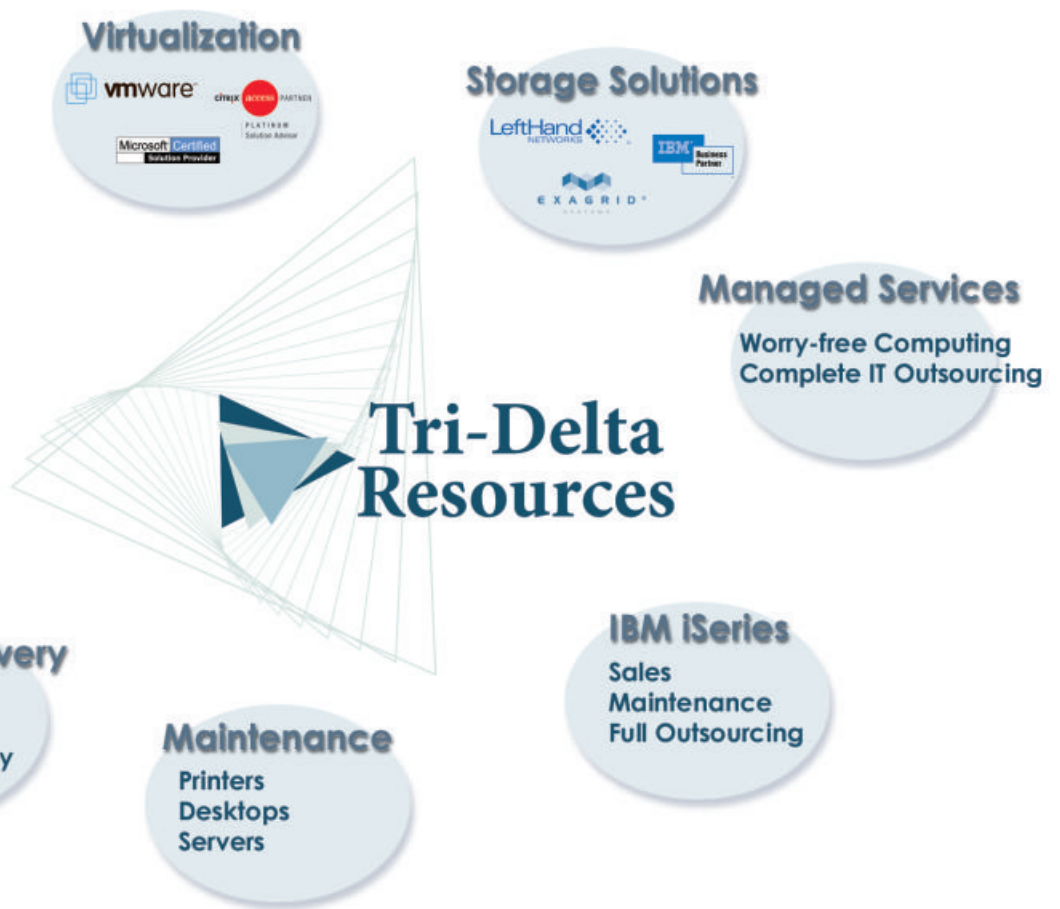 Virtualization
vmware
CITRIX access PARTNER
PLATINUM
Solution Advisor
Microsoft Certified
Solution Provider
Storage Solutions
LeftHand
NETWORKS
IBM Business
Partner
EXAGRID
SYSTEMS
Managed Services
Worry-free Computing
Complete IT Outsourcing
Tri-Delta
Resources
very
y
IBM iSeries
Sales
Maintenance
Full Outsourcing
Maintenance
Printers
Desktops
Servers